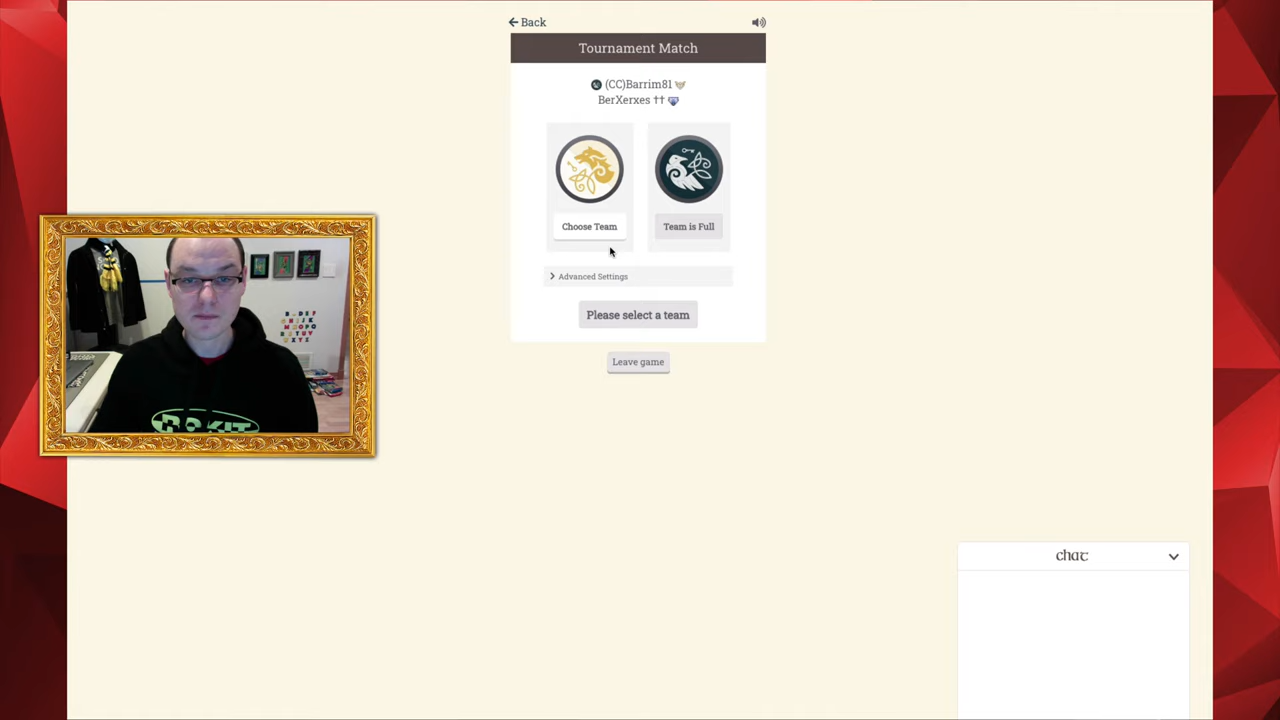 Back
Tournament Match
(CC)Barrim81
BerXerxes ††
Choose Team
Team is Full
Advanced Settings
Please select a team
Leave game
chat